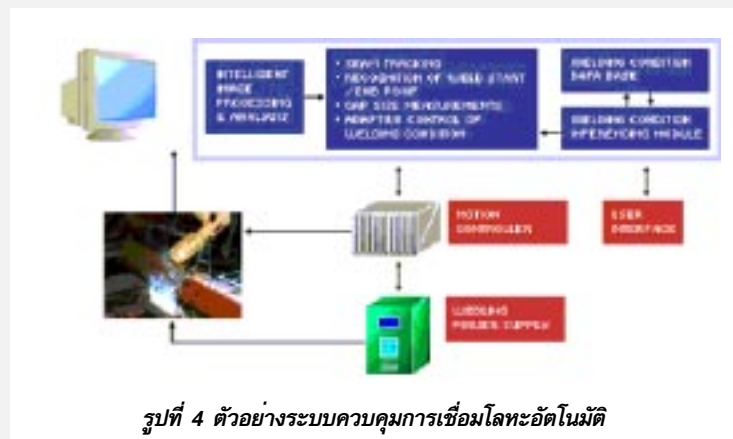 INTELLIGENT
IMAGE
PROCESSING
& ANALYSIS
• SEAM TRACKING
• RECOGNITION OF WELD START
/END POINT
• GAP SIZE MEASUREMENTS
• ADAPTIVE CONTROL OF
WELDING CONDITION
WELDING CONDITION
DATA BASE
WELDING CONDITION
INFERENCING MODULE
MOTION
CONTROLLER
USER
INTERFACE
WELDING
POWER SUPPLY
รูปที่ 4 ตัวอย่างระบบควบคุมการเชื่อมโลหะอัตโนมัติ